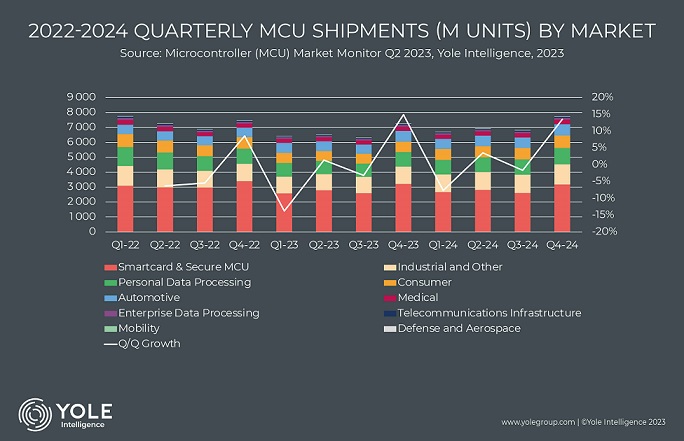 2022-2024 QUARTERLY MCU SHIPMENTS (M UNITS) BY MARKET
Source: Microcontroller (MCU) Market Monitor Q2 2023, Yole Intelligence, 2023
9 000 20%
8 000 15%
7 000 10%
6 000 5%
5 000 0%
4 000 -5%
3 000 -10%
2 000 -15%
1 000 -20%
0
Q1-22 Q2-22 Q3-22 Q4-22 Q1-23 Q2-23 Q3-23 Q4-23 Q1-24 Q2-24 Q3-24 Q4-24
Smartcard & Secure MCU Industrial and Other
Personal Data Processing Consumer
Automotive Medical
Enterprise Data Processing Telecommunications Infrastructure
Mobility Defense and Aerospace
Q/Q Growth
YOLE
Intelligence
www.yolegroup.com | ©Yole Intelligence 2023